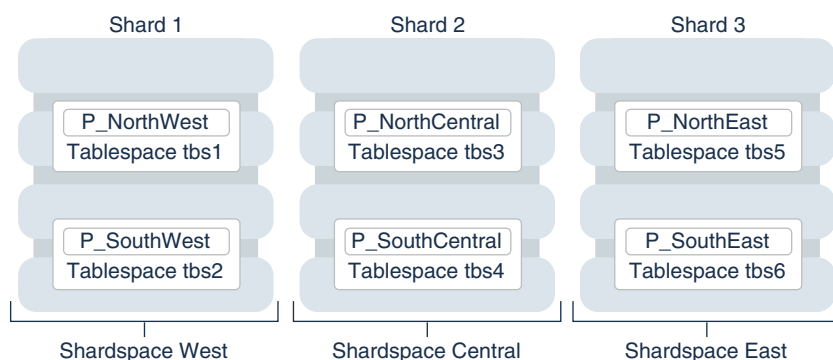 Shard 1
Shard 2
Shard 3
P_NorthWest
Tablespace tbs1
P_NorthCentral
Tablespace tbs3
P_NorthEast
Tablespace tbs5
P_SouthWest
Tablespace tbs2
P_SouthCentral
Tablespace tbs4
P_SouthEast
Tablespace tbs6
Shardspace West
Shardspace Central
Shardspace East